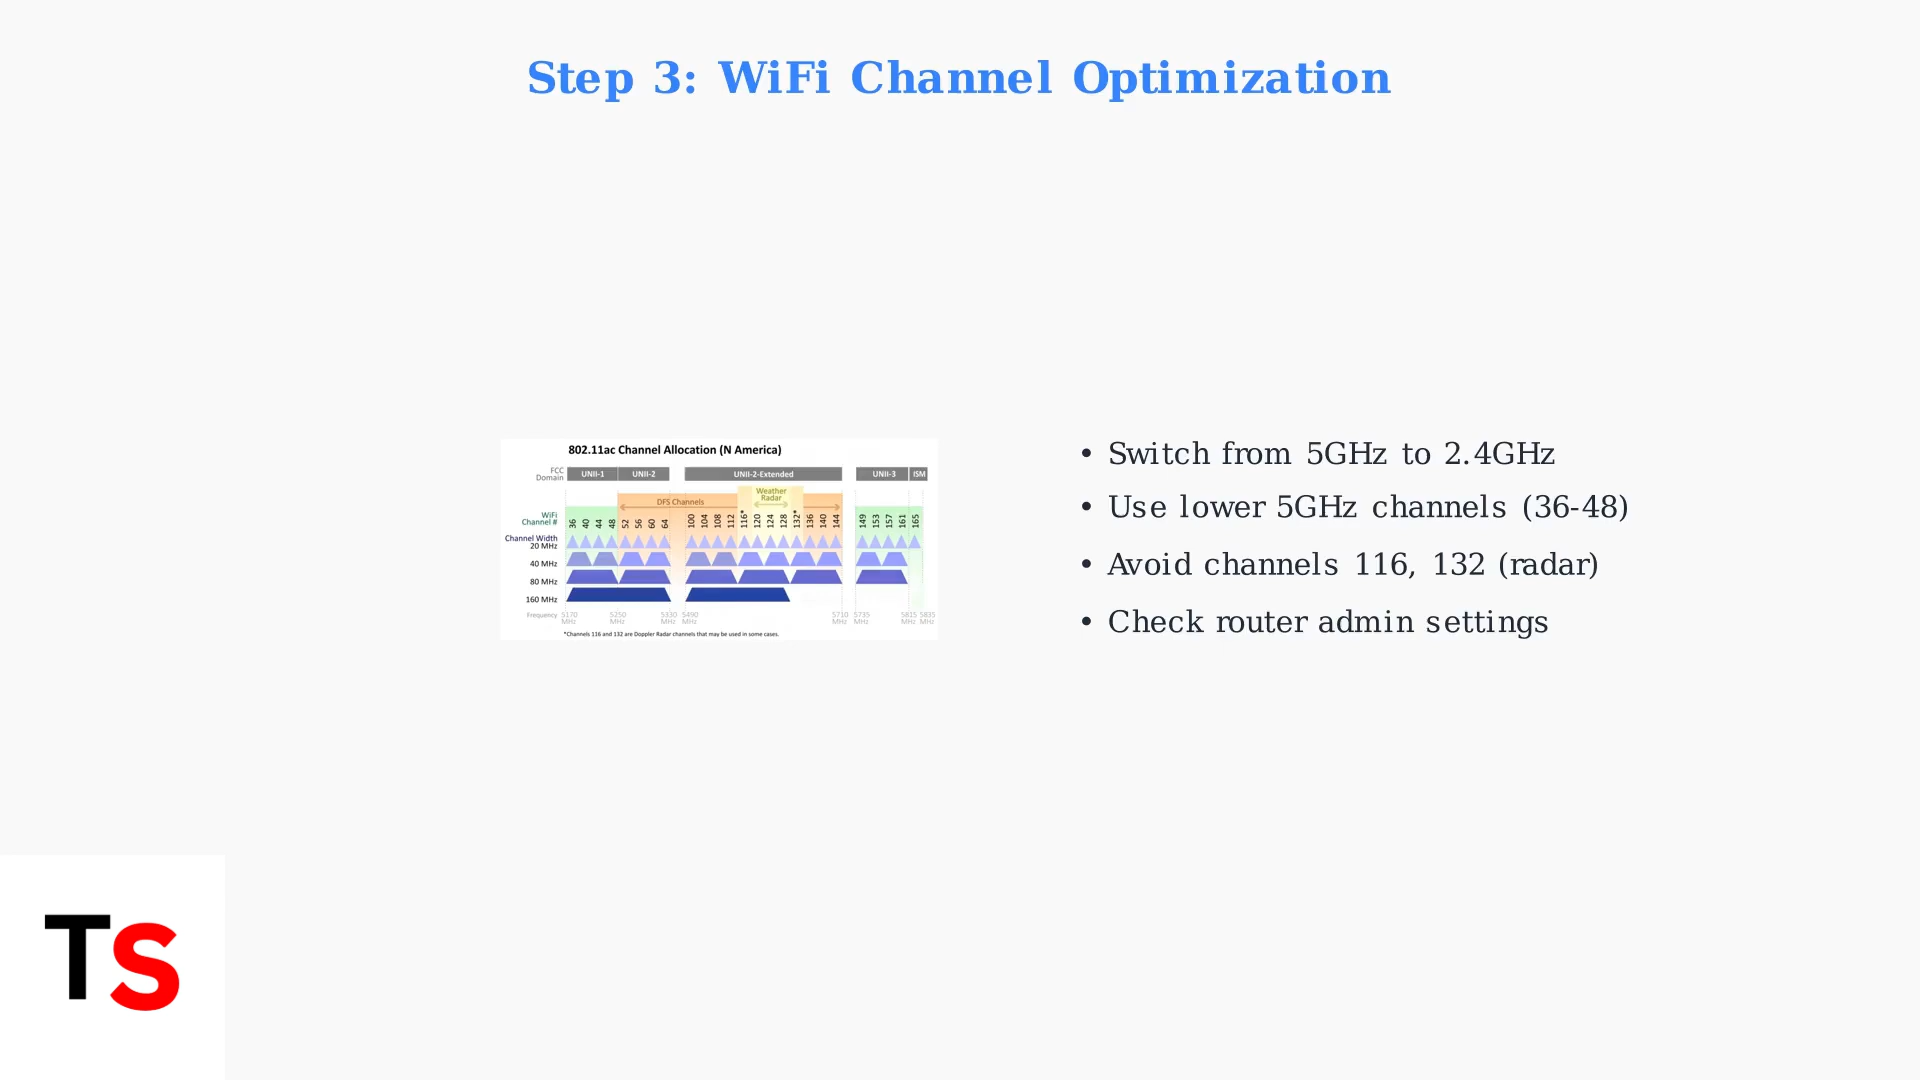 Step 3: WiFi Channel Optimization
802.11ac Channel Allocation (N America)
FCC Domain
UNII-1 UNII-2 UNII-2-Extended UNII-3 ISM
DFS Channels
Weather Radar
WiFi Channel # 36 40 44 48 52 56 60 64 100 104 108 112 116* 120 124 128 132* 136 140 144 149 153 157 161 165
Channel Width
20 MHz
40 MHz
80 MHz
160 MHz
Frequency 5170 MHz 5250 MHz 5330 MHz 5490 MHz 5710 MHz 5735 MHz 5815 MHz 5835 MHz
*Channels 116 and 132 are Doppler Radar channels that may be used in some cases.
• Switch from 5GHz to 2.4GHz
• Use lower 5GHz channels (36-48)
• Avoid channels 116, 132 (radar)
• Check router admin settings
TS